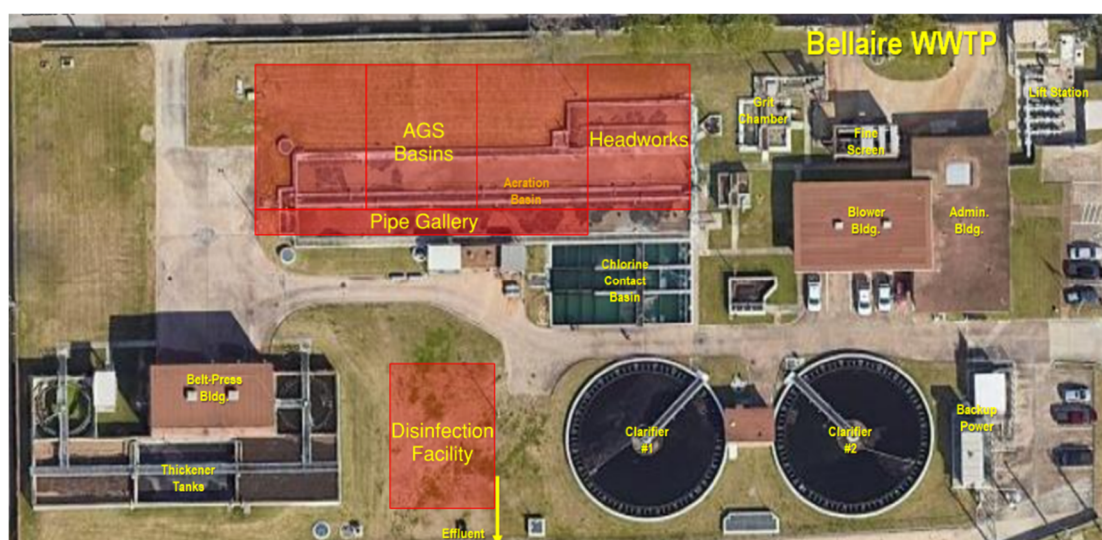 Bellaire WWTP
Lift Station
Grit
Chamber
Fine
Screen
AGS
Basins
Headworks
Aeration
Basin
Pipe Gallery
Blower
Bldg.
Admin.
Bldg.
Chlorine
Contact
Basin
Belt-Press
Bldg.
Disinfection
Facility
Clarifier
#1
Clarifier
#2
Backup
Power
Thickener
Tanks
Effluent